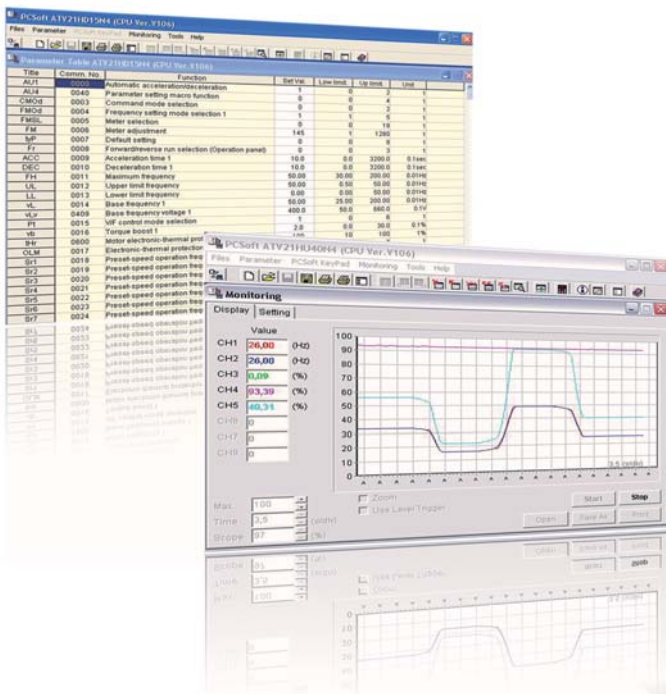 PCSoft ATY21HD15M4 (CPU Ver.V106)
Files Parameter PCSoft KeyPad Monitoring Tools Help
Parameter Table ATY21HD15M4 (CPU Ver.V106)
Title Comm. No. Function Set Val. Low limit. Up limit. Unit
AU1 0000 Automatic acceleration/deceleration 1 0 2 1
AU4 0040 Parameter setting macro function 0 0 4 1
CMOd 0003 Command mode selection 0 0 3 1
FMOd 0004 Frequency setting mode selection 1 1 1 5 1
FMSL 0005 Meter selection 0 0 18 1
FM 0006 Meter adjustment 145 1 1280 1
tyP 0007 Default setting 0 0 8 1
Fr 0008 Forward/reverse run selection (Operation panel) 0 0 3 1
ACC 0009 Acceleration time 1 10.0 0.0 3200.0 0.1sec
DEC 0010 Deceleration time 1 10.0 0.0 3200.0 0.1sec
FH 0011 Maximum frequency 50.00 30.00 200.00 0.01Hz
UL 0012 Upper limit frequency 50.00 0.50 50.00 0.01Hz
LL 0013 Lower limit frequency 0.00 0.00 50.00 0.01Hz
vL 0014 Base frequency 1 50.00 25.00 200.00 0.01Hz
vLv 0409 Base frequency voltage 1 400.0 50.0 660.0 0.1V
Pt 0015 V/F control mode selection 1 0 1
vb 0016 Torque boost 1 2.0 0.0 30.0 0.1%
tHr 0600 Motor electronic-thermal protection 100 10 100 1%
OLM 0017 Electronic-thermal protection
Sr1 0018 Preset-speed operation freq
Sr2 0019 Preset-speed operation freq
Sr3 0020 Preset-speed operation freq
Sr4 0021 Preset-speed operation freq
Sr5 0022 Preset-speed operation freq
Sr6 0023 Preset-speed operation freq
Sr7 0024 Preset-speed operation freq
PCSoft ATY21HU40N4 (CPU Ver.V106)
Files Parameter PCSoft KeyPad Monitoring Tools Help
Monitoring
Display Setting
Value
CH1 26,00 (Hz)
CH2 26,00 (Hz)
CH3 0,09 (%)
CH4 93,39 (%)
CH5 40,31 (%)
CH6 0
CH7 0
0
100
90
80
70
60
50
40
30
20
10
0
3,5 (s/div)
Max. 100
Time 3,5 (s/div)
Scope 97 (%)
Zoom
Use Level Trigger
Start Stop
Open Save As Print